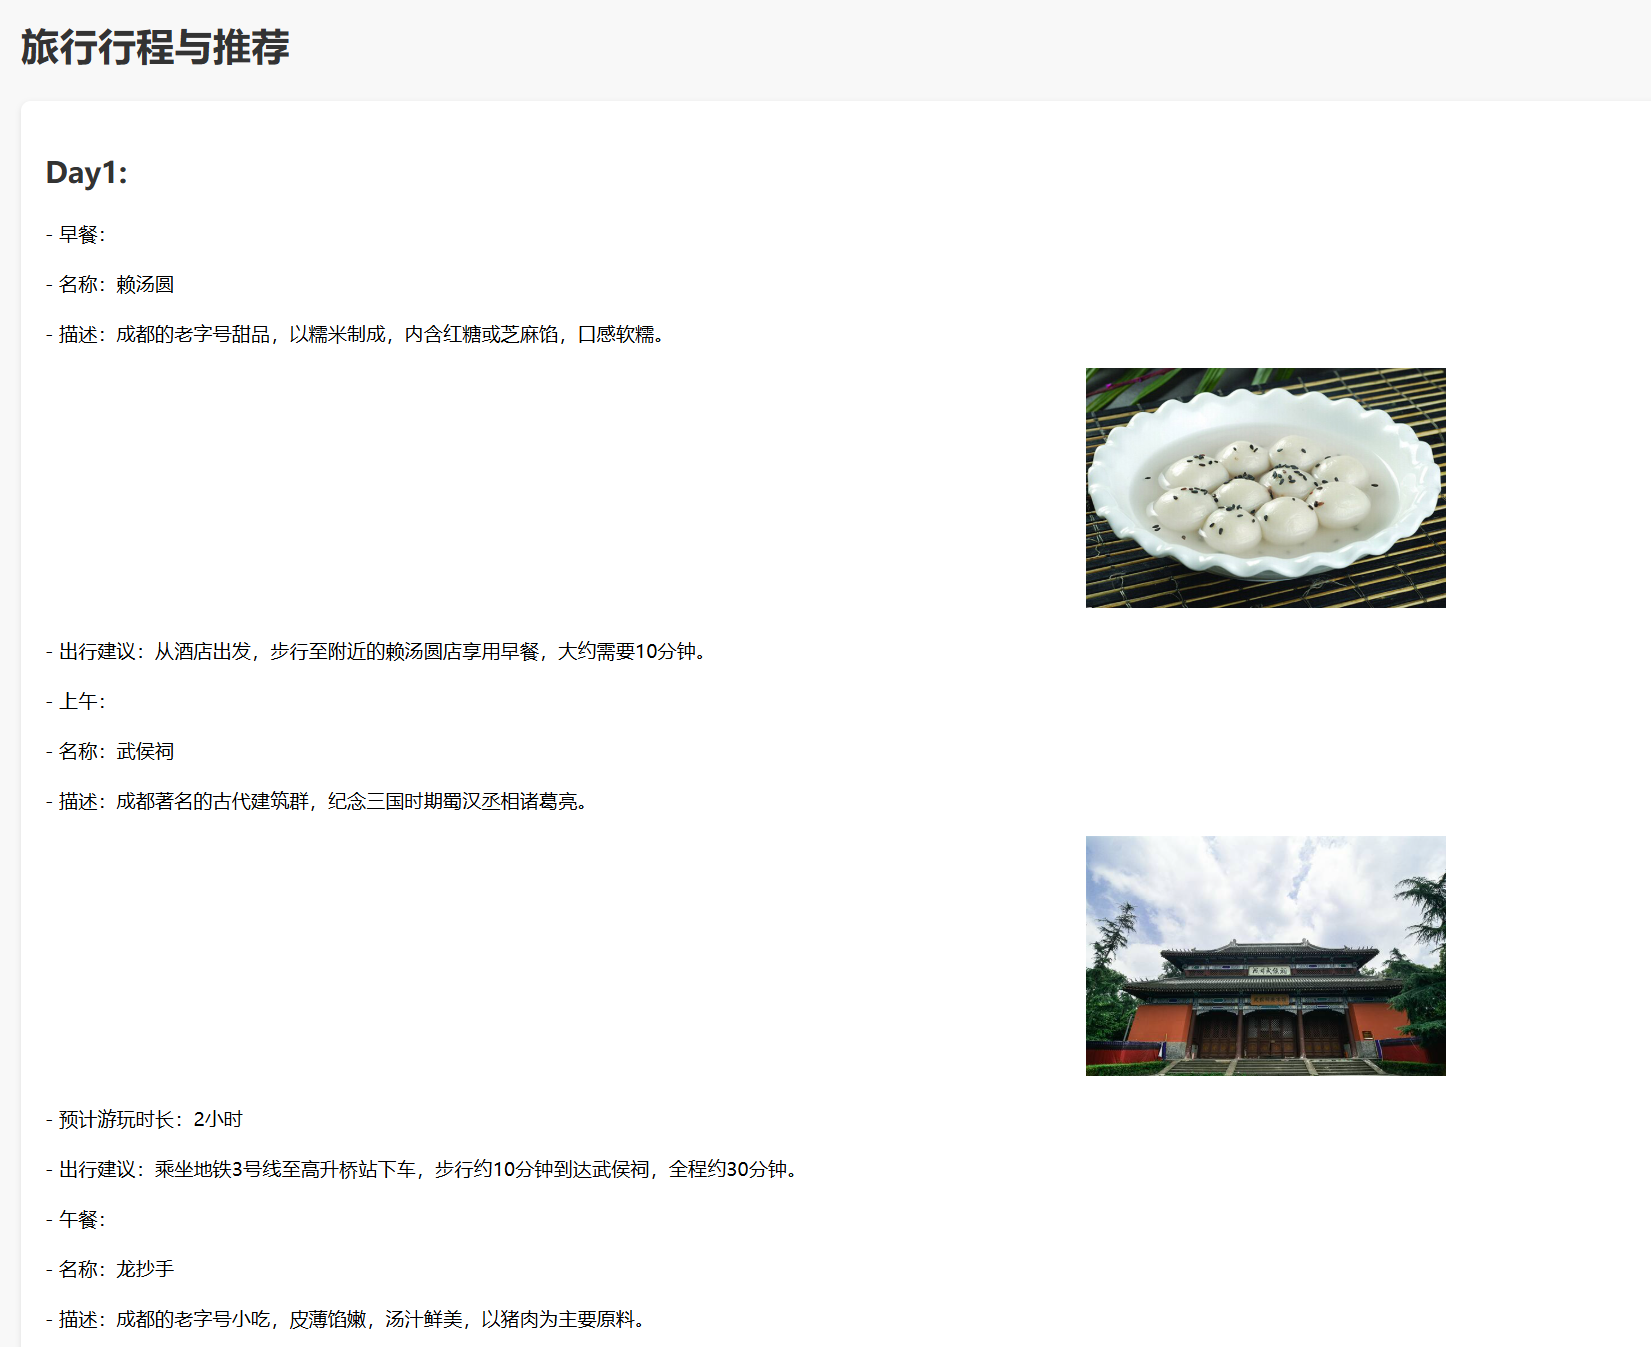 旅行行程与推荐
Day1:
- 早餐：
- 名称：赖汤圆
- 描述：成都的老字号甜品，以糯米制成，内含红糖或芝麻馅，口感软糯。
- 出行建议：从酒店出发，步行至附近的赖汤圆店享用早餐，大约需要10分钟。
- 上午：
- 名称：武侯祠
- 描述：成都著名的古代建筑群，纪念三国时期蜀汉丞相诸葛亮。
- 预计游玩时长：2小时
- 出行建议：乘坐地铁3号线至高升桥站下车，步行约10分钟到达武侯祠，全程约30分钟。
- 午餐：
- 名称：龙抄手
- 描述：成都的老字号小吃，皮薄馅嫩，汤汁鲜美，以猪肉为主要原料。